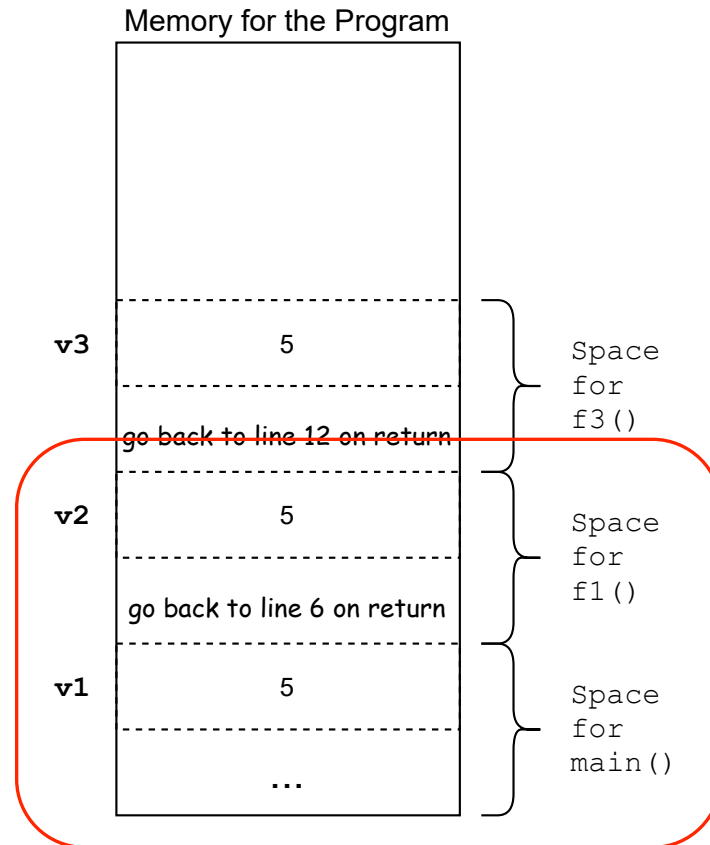 Memory for the Program
v3
5
Space
for
f3()
go back to line 12 on return
v2
5
Space
for
f1()
go back to line 6 on return
v1
5
Space
for
main()
...